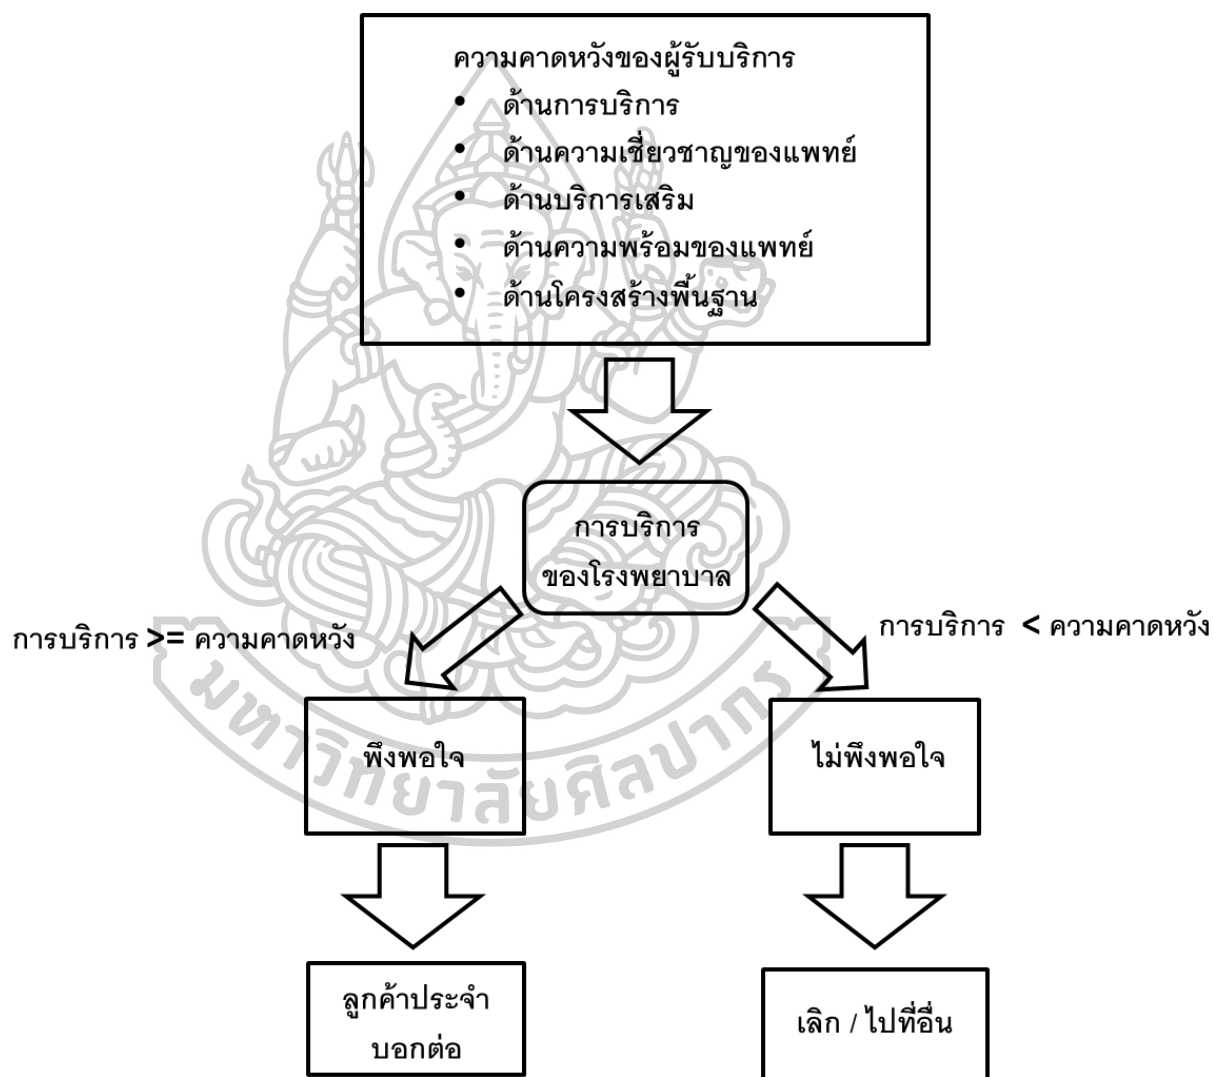 ความคาดหวังของผู้รับบริการ
• ด้านการบริการ
• ด้านความเชี่ยวชาญของแพทย์
• ด้านบริการเสริม
• ด้านความพร้อมของแพทย์
• ด้านโครงสร้างพื้นฐาน
การบริการ
ของโรงพยาบาล
การบริการ >= ความคาดหวัง
การบริการ < ความคาดหวัง
พึงพอใจ
ไม่พึงพอใจ
มหาวิทยาลัยศิลปากร
ลูกค้าประจำ
บอกต่อ
เลิก / ไปที่อื่น